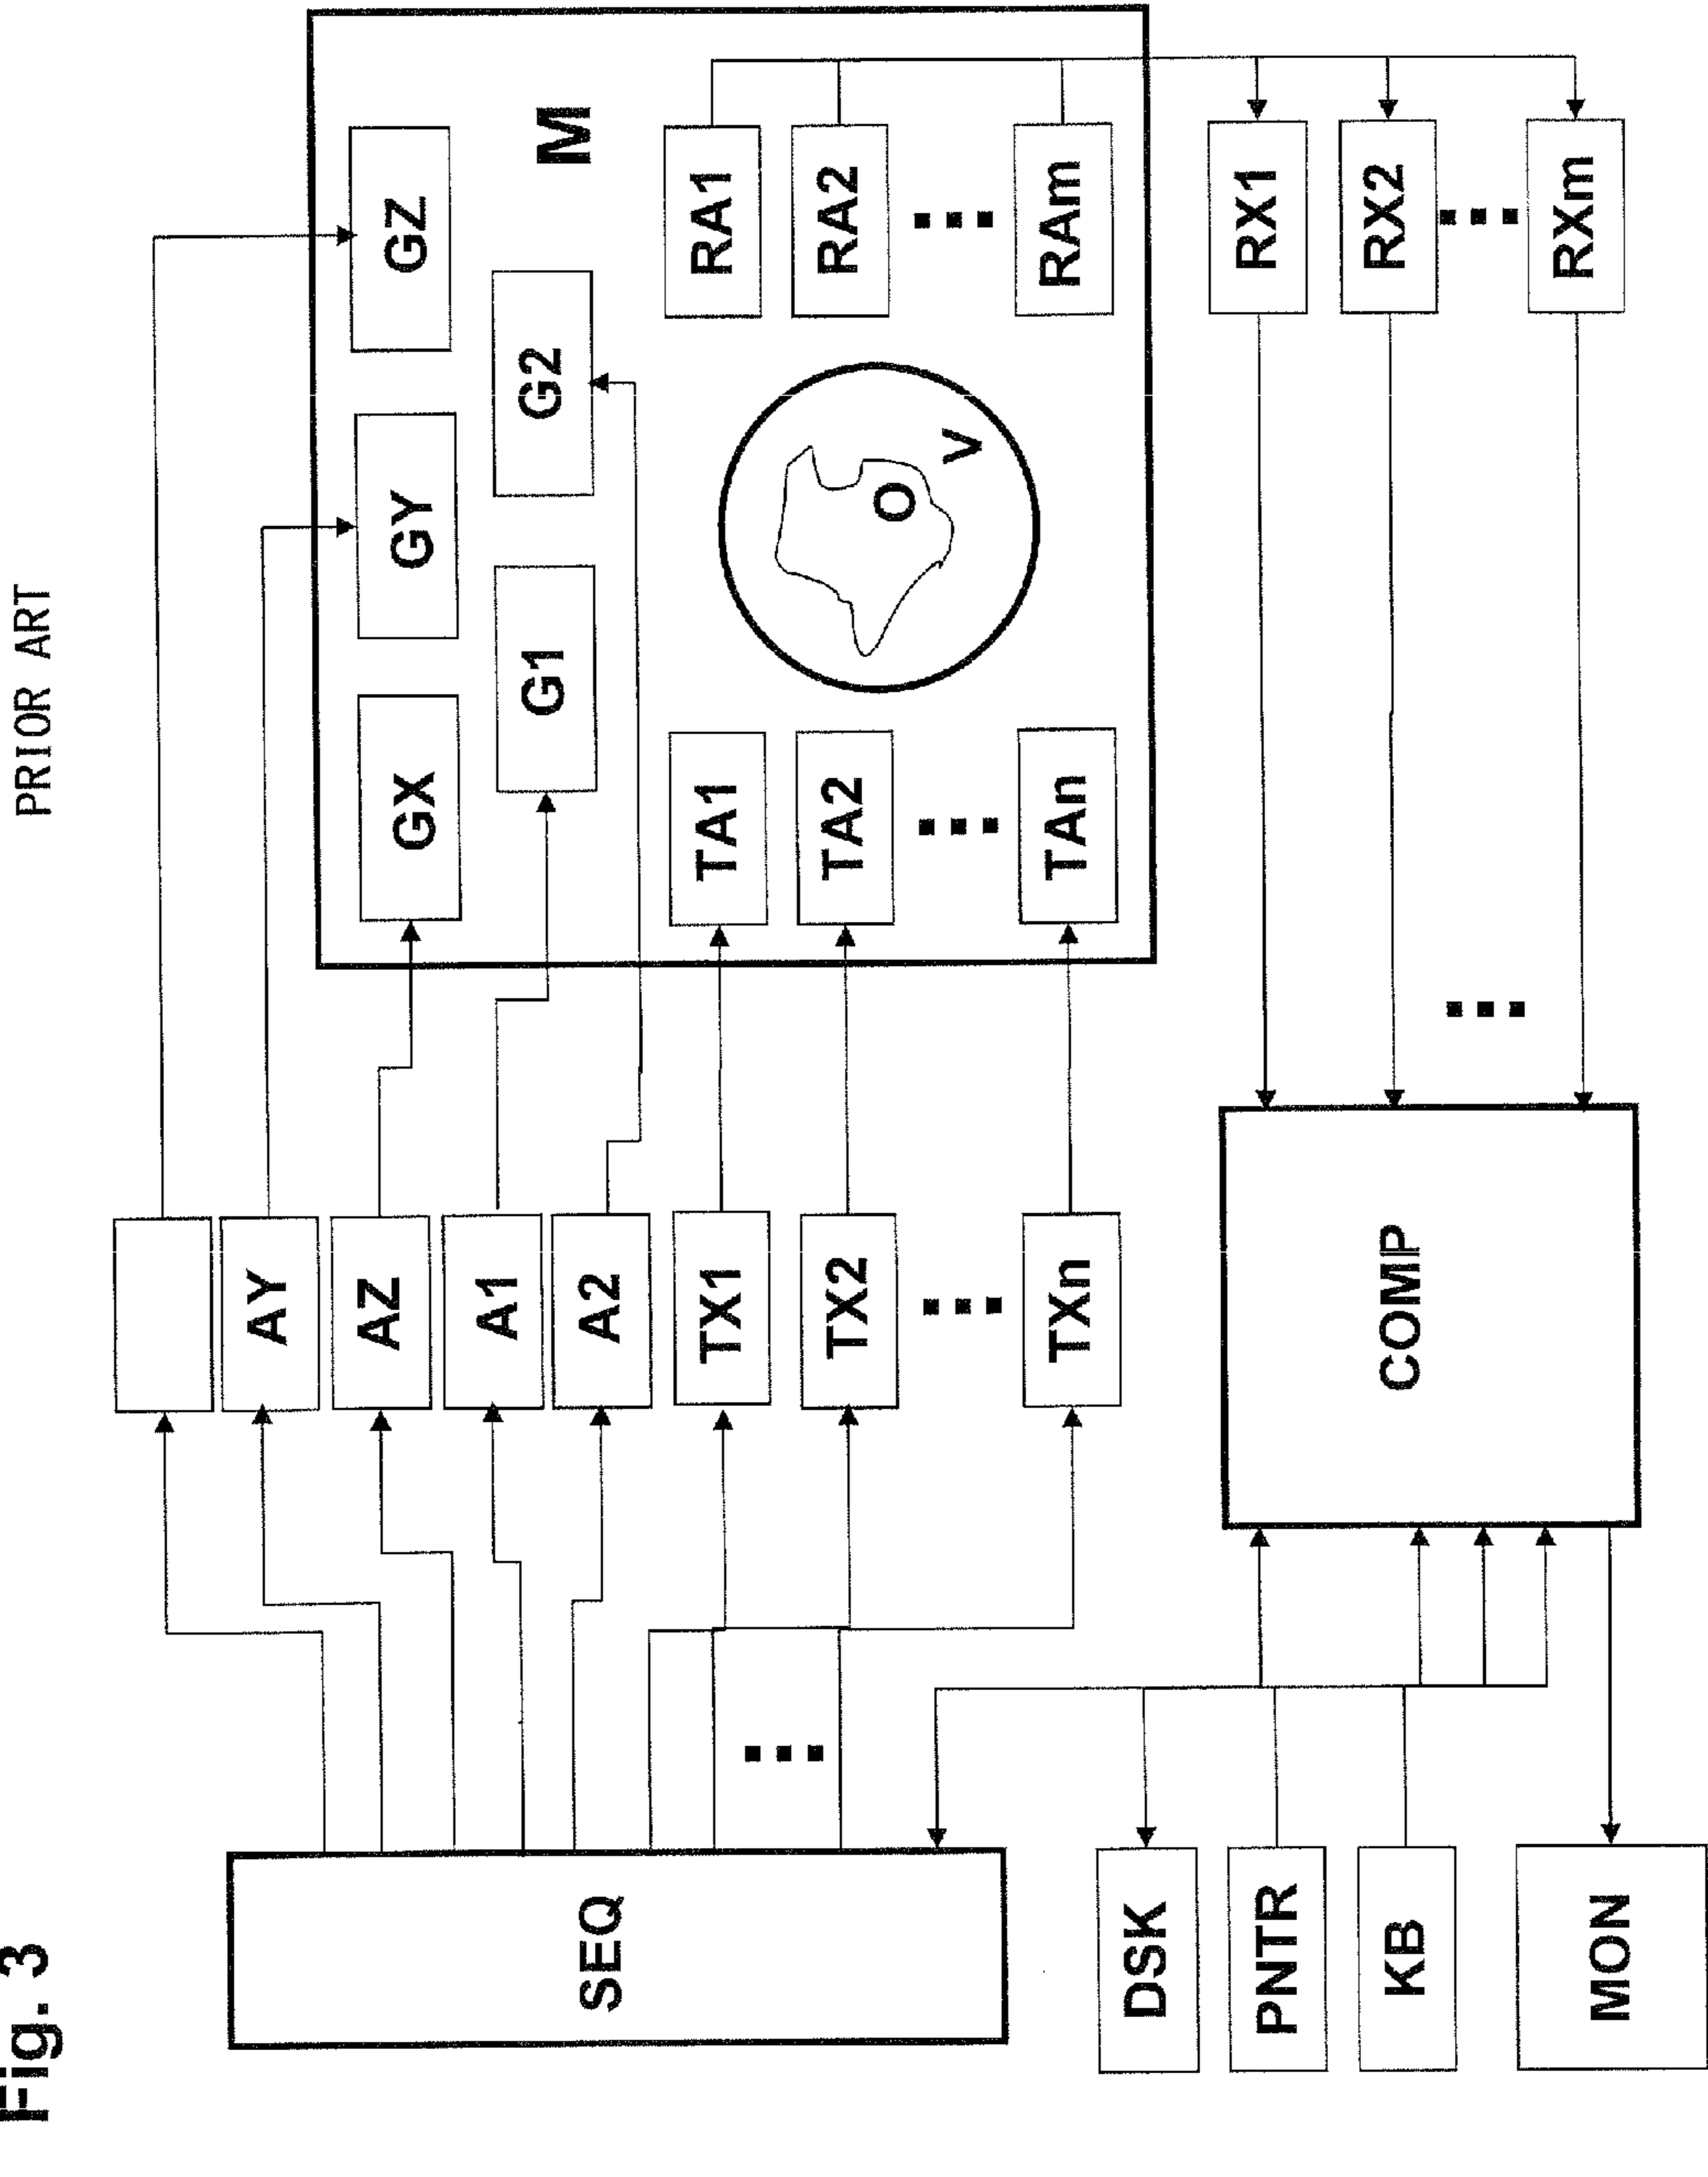 Fig. 3
PRIOR ART
SEQ
DSK
PNTR
KB
MON
AY
AZ
A1
A2
TX1
TX2
...
TXn
...
COMP
...
M
GX
GY
GZ
G1
G2
TA1
TA2
...
TAn
O
V
RA1
RA2
...
RAm
RX1
RX2
...
RXm